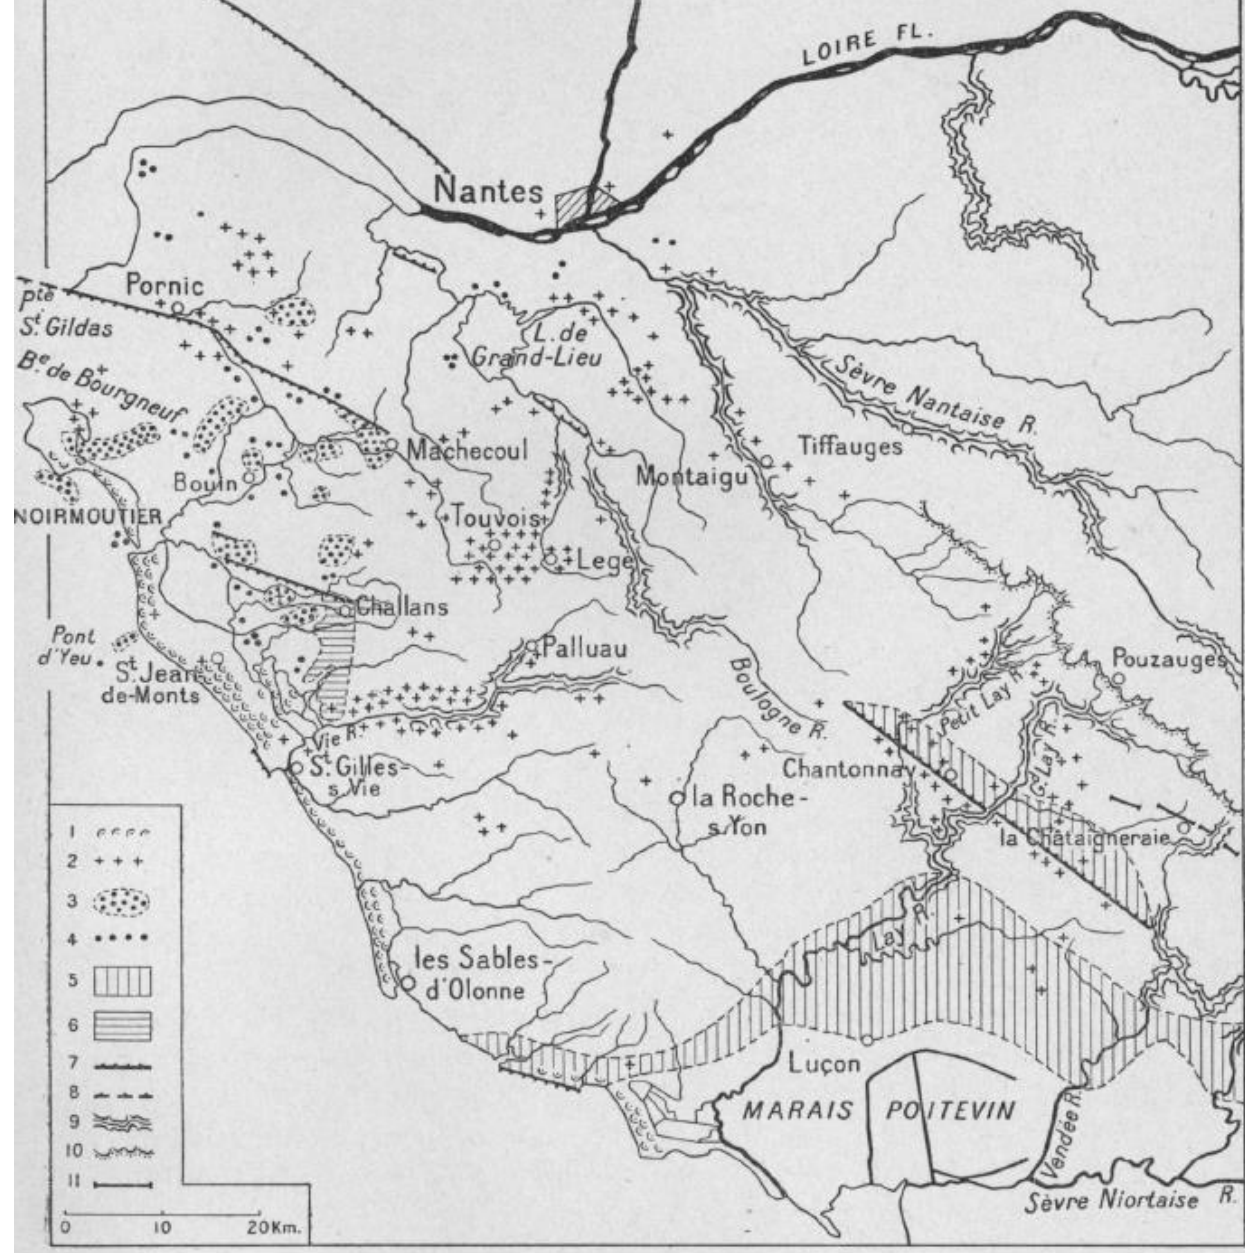 LOIRE FL.
Nantes
Pornic
Pte
St. Gildas
Be. de Bourgneuf
L. de
Grand-Lieu
Sèvre Nantaise R.
Machecoul
Tiffauges
Bouin
Montaigu
NOIRMOUTIER
Touvois
Legé
Challans
Pont
d'Yeu
St. Jean
de-Monts
Palluau
Pouzauges
Boulogne R.
Petit Lay R.
Gd. Lay R.
Vie R.
St. Gilles-
s/Vie
Chantonnay
la Roche-
s/Yon
la Châtaigneraie
Lay R.
les Sables-
d'Olonne
Luçon
MARAIS POITEVIN
Vendée R.
Sèvre Niortaise R.
1
2
3
4
5
6
7
8
9
10
11
0 10 20Km.